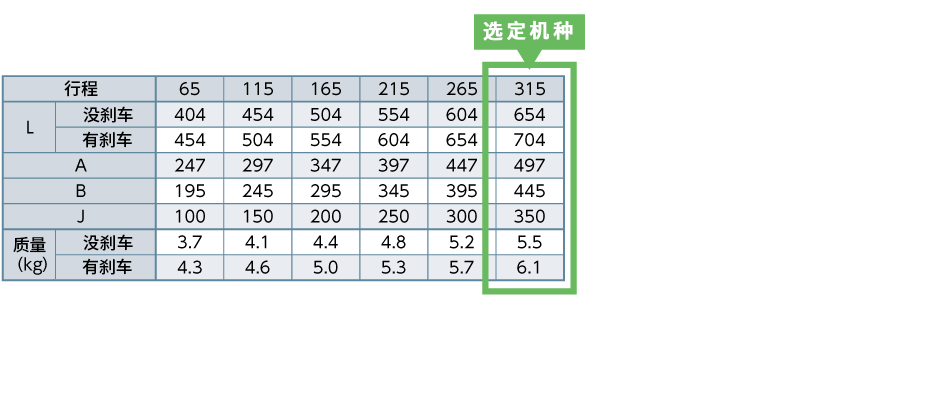 选定机种
行程 65 115 165 215 265 315
L 没刹车 404 454 504 554 604 654
有刹车 454 504 554 604 654 704
A 247 297 347 397 447 497
B 195 245 295 345 395 445
J 100 150 200 250 300 350
质量 没刹车 3.7 4.1 4.4 4.8 5.2 5.5
(kg) 有刹车 4.3 4.6 5.0 5.3 5.7 6.1